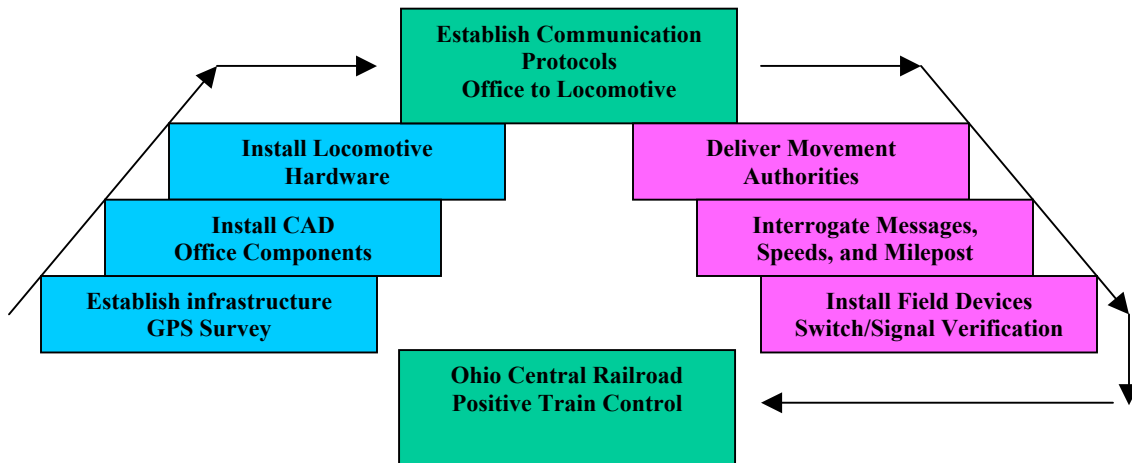 Establish Communication
Protocols
Office to Locomotive
Install Locomotive
Hardware
Deliver Movement
Authorities
Install CAD
Office Components
Interrogate Messages,
Speeds, and Milepost
Establish infrastructure
GPS Survey
Install Field Devices
Switch/Signal Verification
Ohio Central Railroad
Positive Train Control